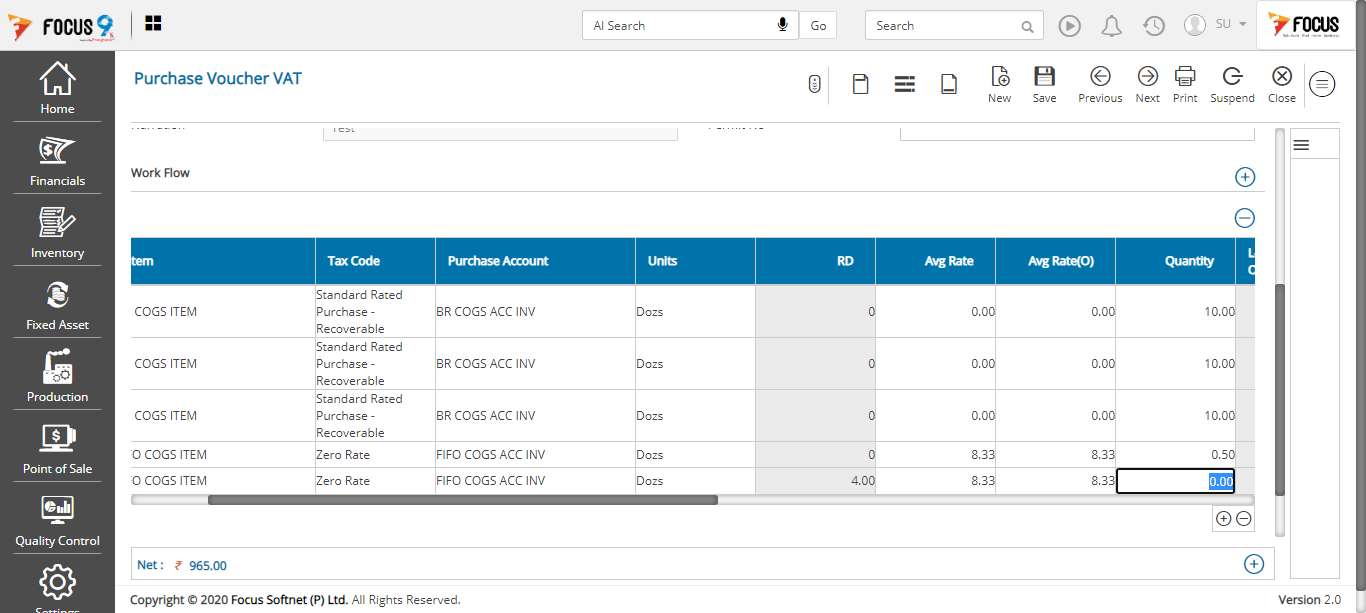 FOCUS 9
AI Search
Go
Search
SU
FOCUS
Home
Financials
Inventory
Fixed Asset
Production
Point of Sale
Quality Control
Settings
Purchase Voucher VAT
New
Save
Previous
Next
Print
Suspend
Close
Narration
Test
Permit No
Work Flow
tem
Tax Code
Purchase Account
Units
RD
Avg Rate
Avg Rate(O)
Quantity
L
O
COGS ITEM
Standard Rated
Purchase -
Recoverable
BR COGS ACC INV
Dozs
0
0.00
0.00
10.00
COGS ITEM
Standard Rated
Purchase -
Recoverable
BR COGS ACC INV
Dozs
0
0.00
0.00
10.00
COGS ITEM
Standard Rated
Purchase -
Recoverable
BR COGS ACC INV
Dozs
0
0.00
0.00
10.00
O COGS ITEM
Zero Rate
FIFO COGS ACC INV
Dozs
0
8.33
8.33
0.50
O COGS ITEM
Zero Rate
FIFO COGS ACC INV
Dozs
4.00
8.33
8.33
0.00
Net : ₹ 965.00
Copyright © 2020 Focus Softnet (P) Ltd. All Rights Reserved.
Version 2.0